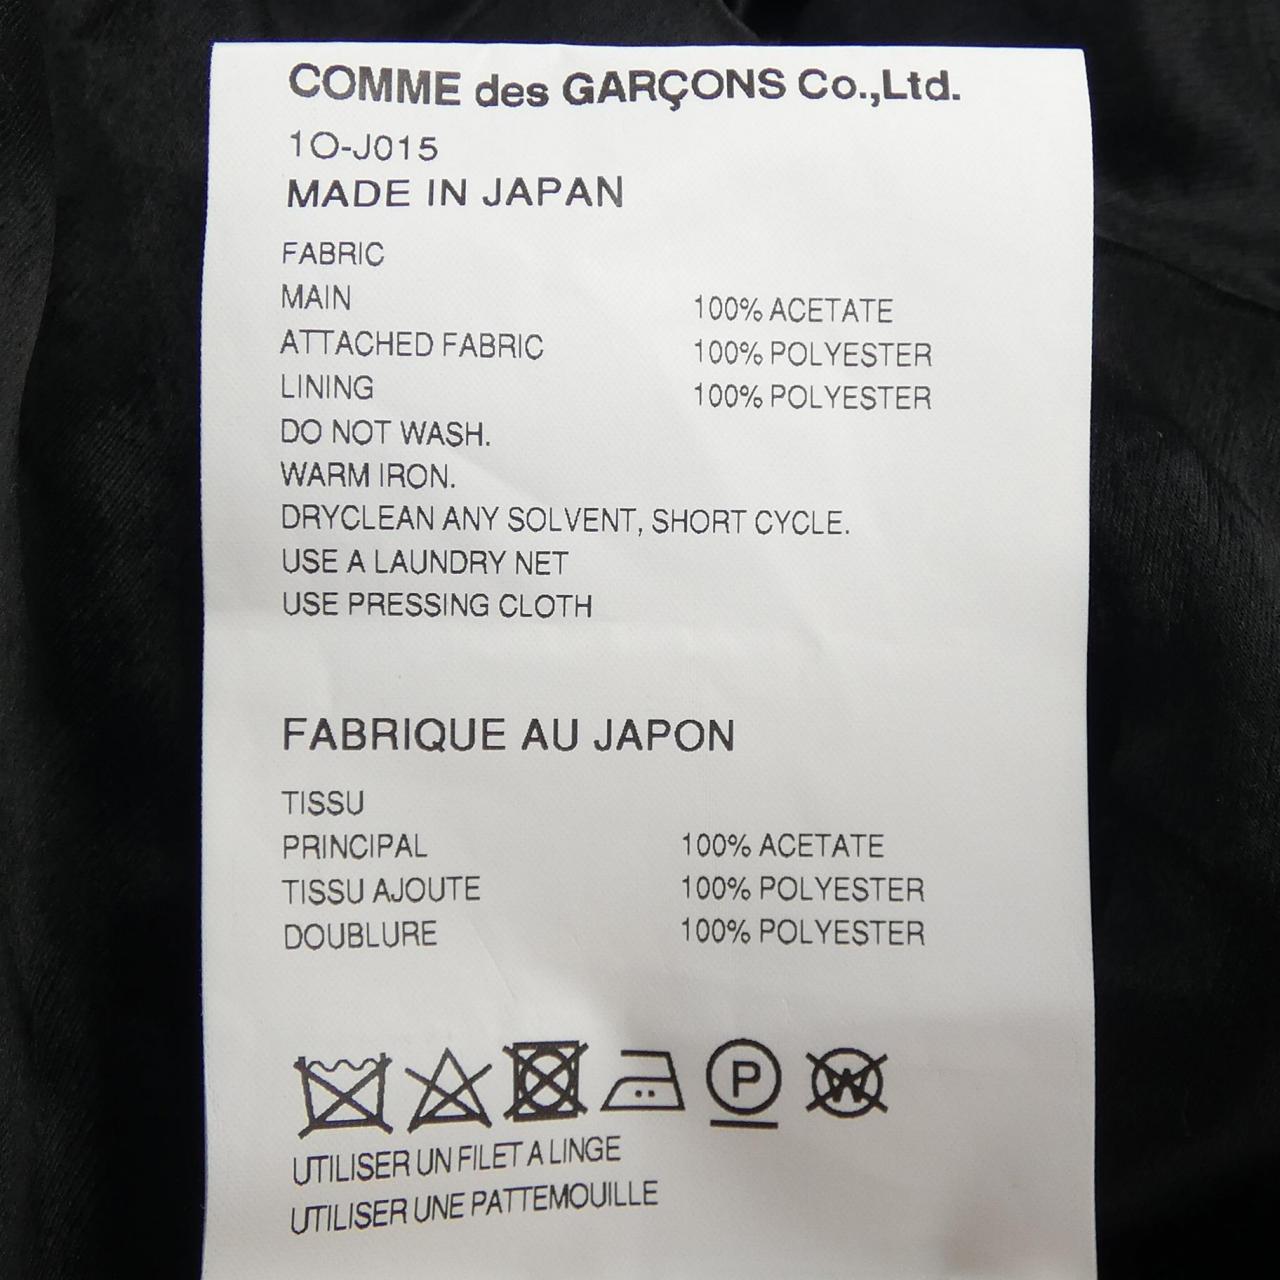 COMME des GARÇONS Co.,Ltd.
1O-J015
MADE IN JAPAN
FABRIC
MAIN 100% ACETATE
ATTACHED FABRIC 100% POLYESTER
LINING 100% POLYESTER
DO NOT WASH.
WARM IRON.
DRYCLEAN ANY SOLVENT, SHORT CYCLE.
USE A LAUNDRY NET
USE PRESSING CLOTH
FABRIQUE AU JAPON
TISSU
PRINCIPAL 100% ACETATE
TISSU AJOUTE 100% POLYESTER
DOUBLURE 100% POLYESTER
P W
UTILISER UN FILET A LINGE
UTILISER UNE PATTEMOUILLE